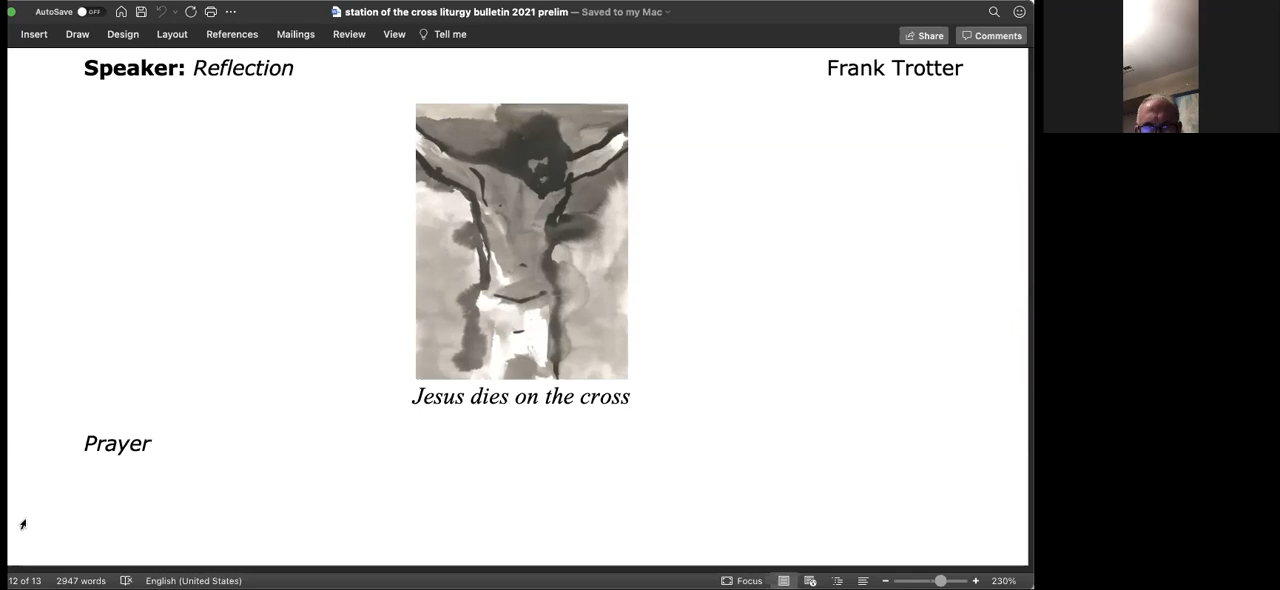 AutoSave OFF
station of the cross liturgy bulletin 2021 prelim — Saved to my Mac
Insert Draw Design Layout References Mailings Review View Tell me Share Comments
Speaker: Reflection Frank Trotter
Jesus dies on the cross
Prayer
12 of 13 2947 words English (United States) Focus 230%